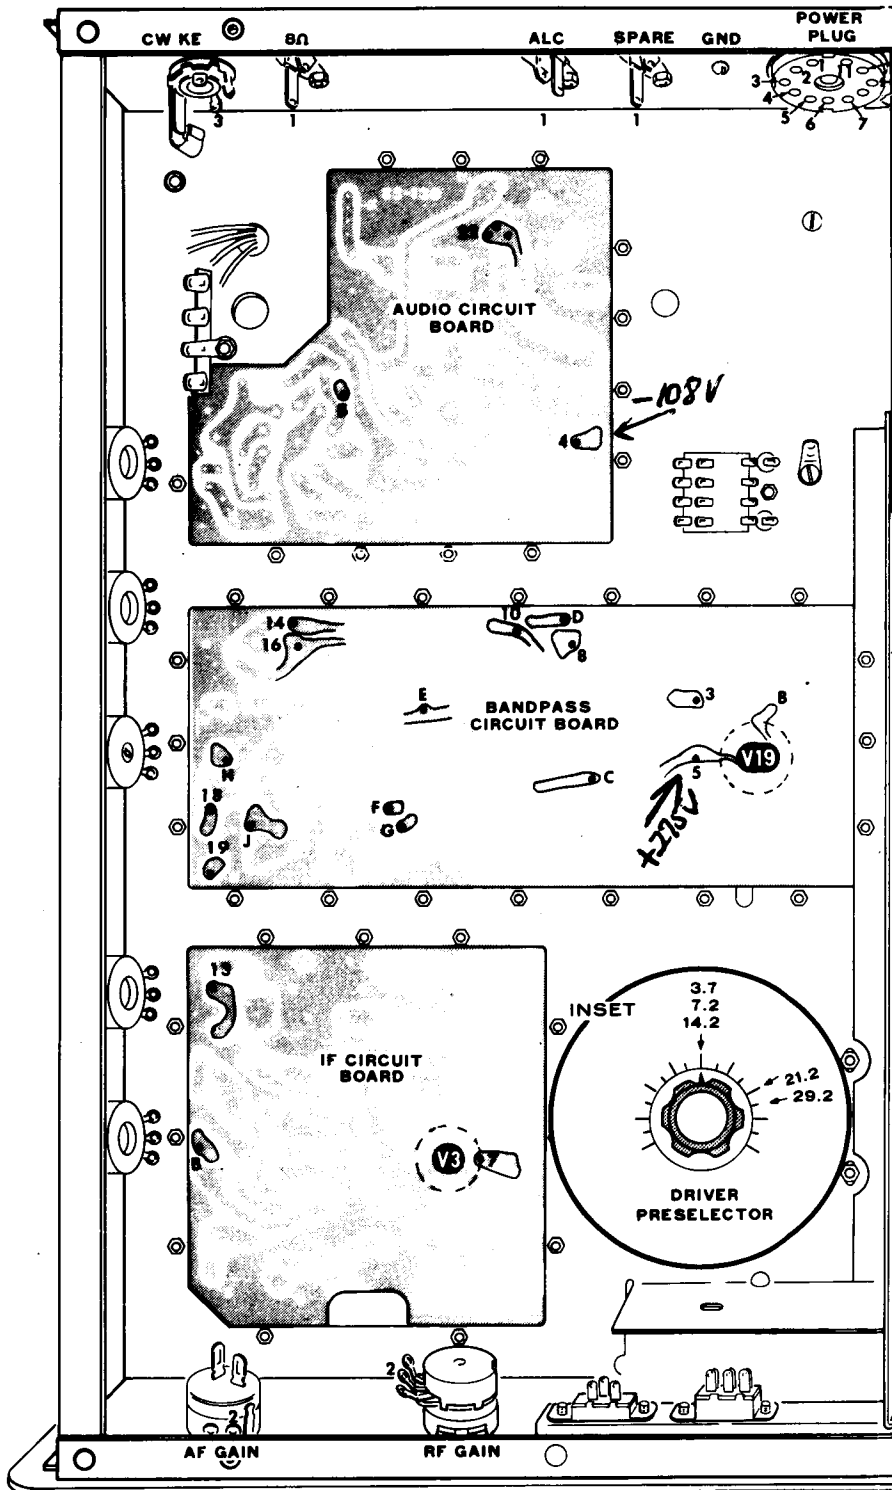 POWER
PLUG
CW KE
8Ω
ALC
SPARE
GND
3
1
1
1
1
1
2
3
4
5
6
7
AUDIO CIRCUIT
BOARD
-108V
4
14
16
10
D
8
E
BANDPASS
CIRCUIT BOARD
3
B
V19
5
H
C
18
F
G
J
+275V
19
13
INSET
3.7
7.2
14.2
21.2
29.2
IF CIRCUIT
BOARD
V3
7
DRIVER
PRESELECTOR
2
2
AF GAIN
RF GAIN